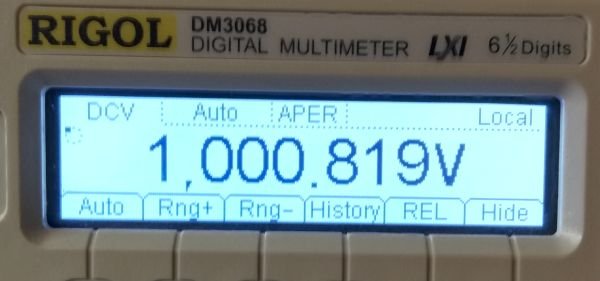 RIGOL DM3068 DIGITAL MULTIMETER LXI 6½ Digits
DCV Auto APER Local
1,000.819V
Auto Rng+ Rng- History REL Hide